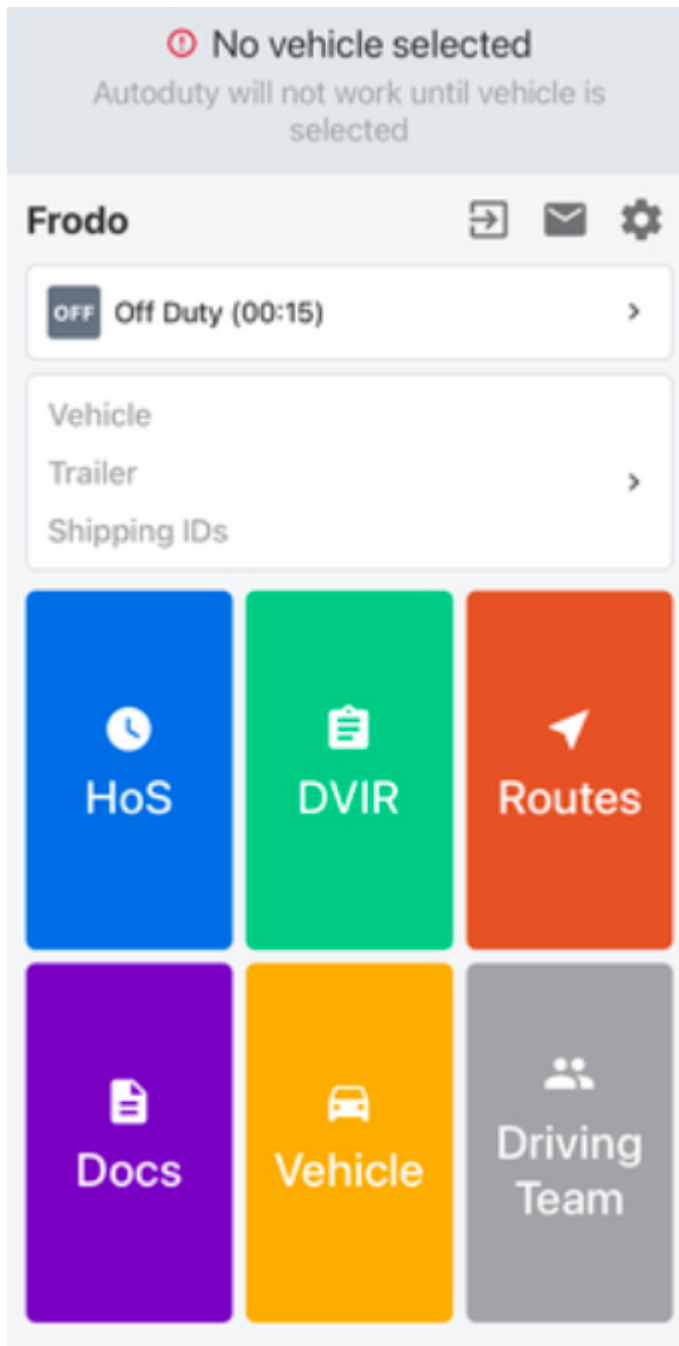 No vehicle selected
Autoduty will not work until vehicle is
selected
Frodo
OFF Off Duty (00:15)
Vehicle
Trailer
Shipping IDs
HoS
DVIR
Routes
Docs
Vehicle
Driving
Team